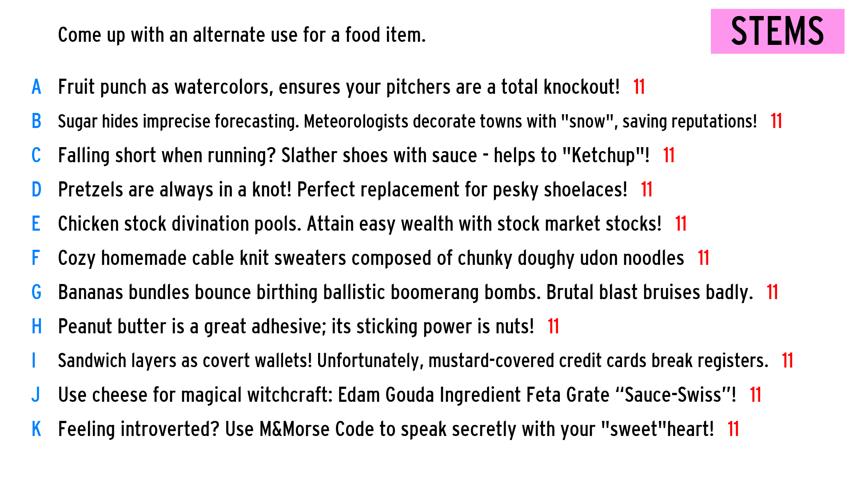 Come up with an alternate use for a food item.
STEMS
A Fruit punch as watercolors, ensures your pitchers are a total knockout! 11
B Sugar hides imprecise forecasting. Meteorologists decorate towns with "snow", saving reputations! 11
C Falling short when running? Slather shoes with sauce - helps to "Ketchup"! 11
D Pretzels are always in a knot! Perfect replacement for pesky shoelaces! 11
E Chicken stock divination pools. Attain easy wealth with stock market stocks! 11
F Cozy homemade cable knit sweaters composed of chunky doughy udon noodles 11
G Bananas bundles bounce birthing ballistic boomerang bombs. Brutal blast bruises badly. 11
H Peanut butter is a great adhesive; its sticking power is nuts! 11
I Sandwich layers as covert wallets! Unfortunately, mustard-covered credit cards break registers. 11
J Use cheese for magical witchcraft: Edam Gouda Ingredient Feta Grate “Sauce-Swiss”! 11
K Feeling introverted? Use M&Morse Code to speak secretly with your "sweet"heart! 11